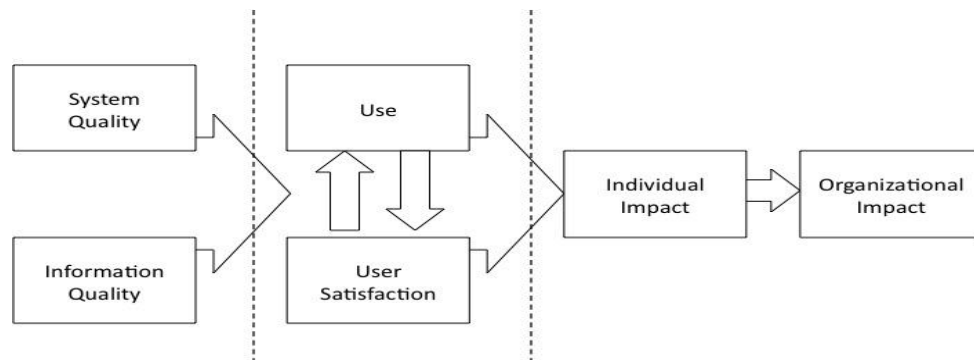 System
Quality
Use
Individual
Impact
Organizational
Impact
Information
Quality
User
Satisfaction